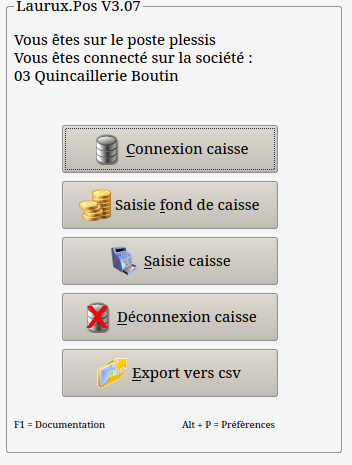 Laurux.Pos V3.07
Vous êtes sur le poste plessis
Vous êtes connecté sur la société :
03 Quincaillerie Boutin
Connexion caisse
Saisie fond de caisse
Saisie caisse
Déconnexion caisse
Export vers csv
F1 = Documentation
Alt + P = Préfèrences